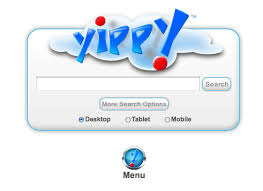 yippy!™
Search
More Search Options
Desktop Tablet Mobile
Menu